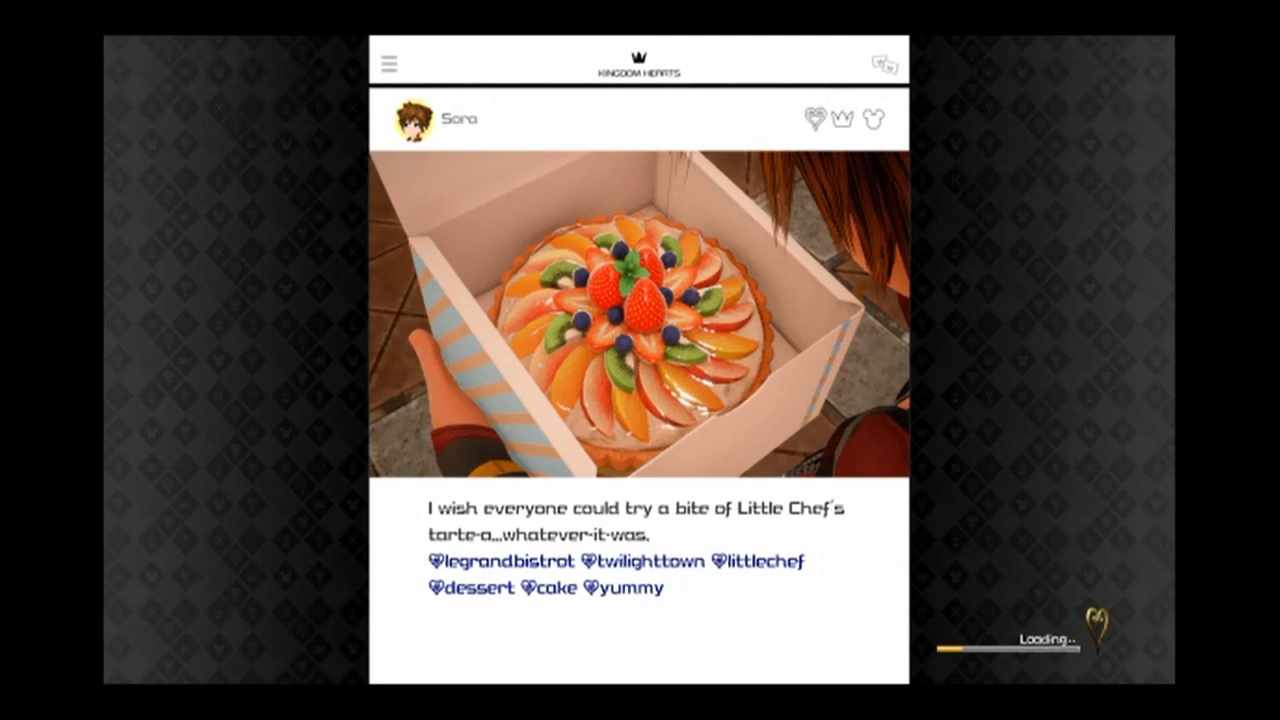 KINGDOM HEARTS
Sora
I wish everyone could try a bite of Little Chef's
tarte-a...whatever-it-was.
legrandbistrot twilighttown littlechef
dessert cake yummy
Loading..